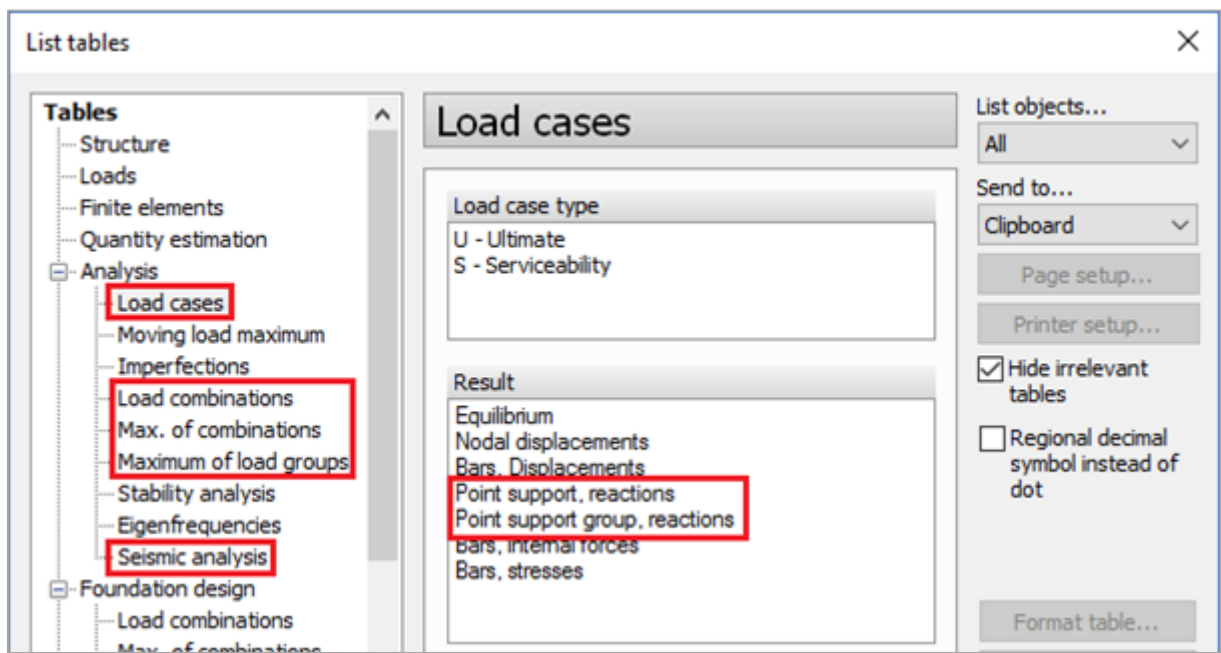 List tables
Tables
Structure
Loads
Finite elements
Quantity estimation
Analysis
Load cases
Moving load maximum
Imperfections
Load combinations
Max. of combinations
Maximum of load groups
Stability analysis
Eigenfrequencies
Seismic analysis
Foundation design
Load combinations
Max. of combinations
Load cases
Load case type
U - Ultimate
S - Serviceability
Result
Equilibrium
Nodal displacements
Bars, Displacements
Point support, reactions
Point support group, reactions
Bars, internal forces
Bars, stresses
List objects...
All
Send to...
Clipboard
Page setup...
Printer setup...
Hide irrelevant
tables
Regional decimal
symbol instead of
dot
Format table...